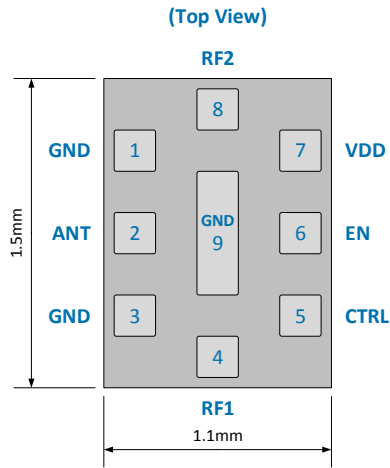 (Top View)
RF2
8
GND 1 7 VDD
1.5mm
ANT 2 GND 6 EN
9
GND 3 5 CTRL
4
RF1
1.1mm